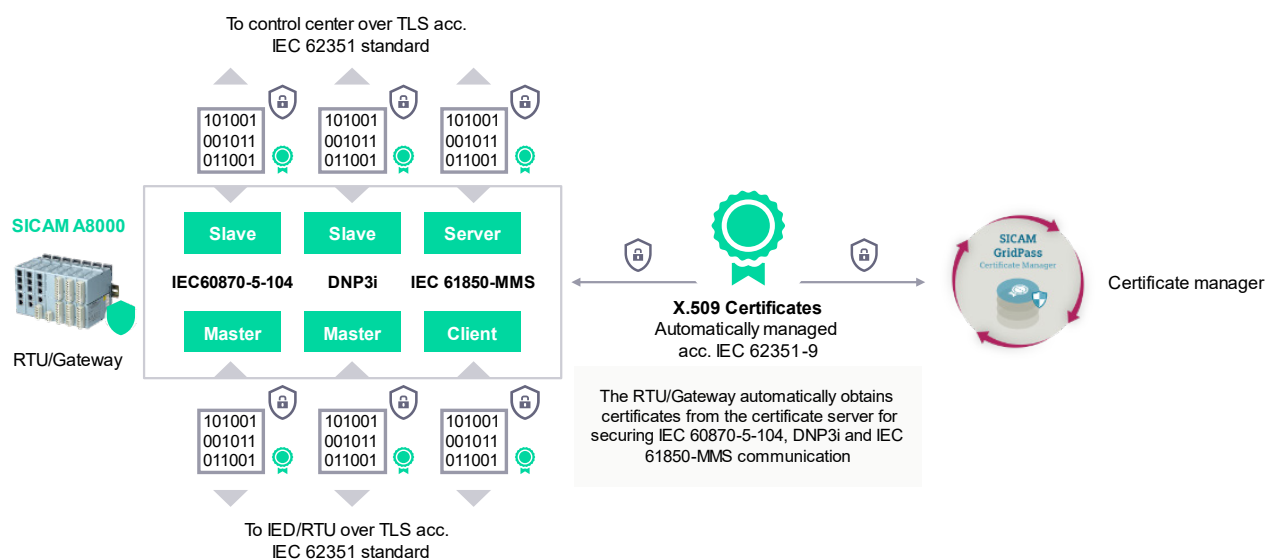 To control center over TLS acc.
IEC 62351 standard
101001
001011
011001
101001
001011
011001
101001
001011
011001
SICAM A8000
RTU/Gateway
Slave
Slave
Server
IEC60870-5-104
DNP3i
IEC 61850-MMS
Master
Master
Client
X.509 Certificates
Automatically managed
acc. IEC 62351-9
The RTU/Gateway automatically obtains
certificates from the certificate server for
securing IEC 60870-5-104, DNP3i and IEC
61850-MMS communication
SICAM
GridPass
Certificate Manager
Certificate manager
101001
001011
011001
101001
001011
011001
101001
001011
011001
To IED/RTU over TLS acc.
IEC 62351 standard